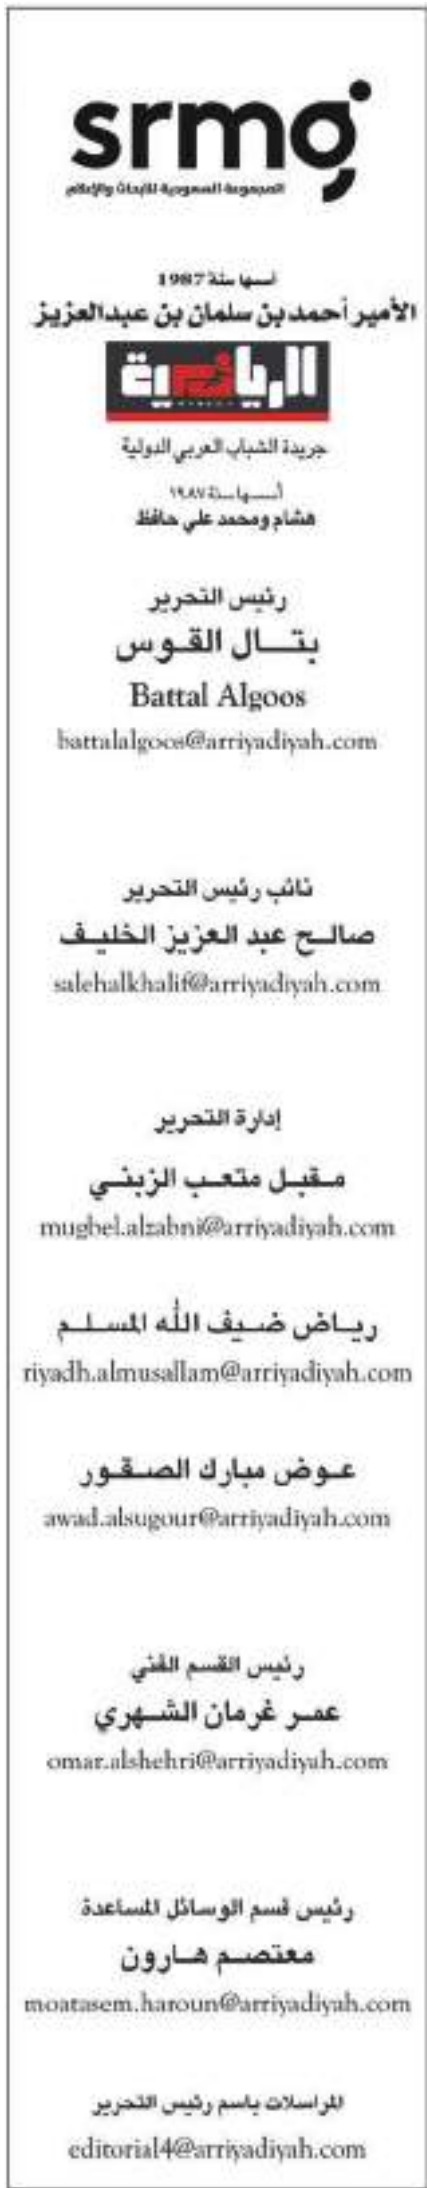 srmg
المجموعة السعودية للأبحاث والإعلام
أسسها سنة 1987
الأمير أحمد بن سلمان بن عبدالعزيز
الرياضية
جريدة الشباب العربي الدولية
أسسها سنة ١٩٨٧
هشام ومحمد علي حافظ
رئيس التحرير
بتال القوس
Battal Algoos
battalalgoos@arriyadiyah.com
نائب رئيس التحرير
صالح عبد العزيز الخليف
salehalkhalif@arriyadiyah.com
إدارة التحرير
مقبل متعب الزبني
mugbel.alzabni@arriyadiyah.com
رياض ضيف الله المسلم
riyadh.almusallam@arriyadiyah.com
عوض مبارك الصقور
awad.alsugour@arriyadiyah.com
رئيس القسم الفني
عمر غرمان الشهري
omar.alshehri@arriyadiyah.com
رئيس قسم الوسائل المساعدة
معتصم هارون
moatasem.haroun@arriyadiyah.com
المراسلات باسم رئيس التحرير
editorial4@arriyadiyah.com